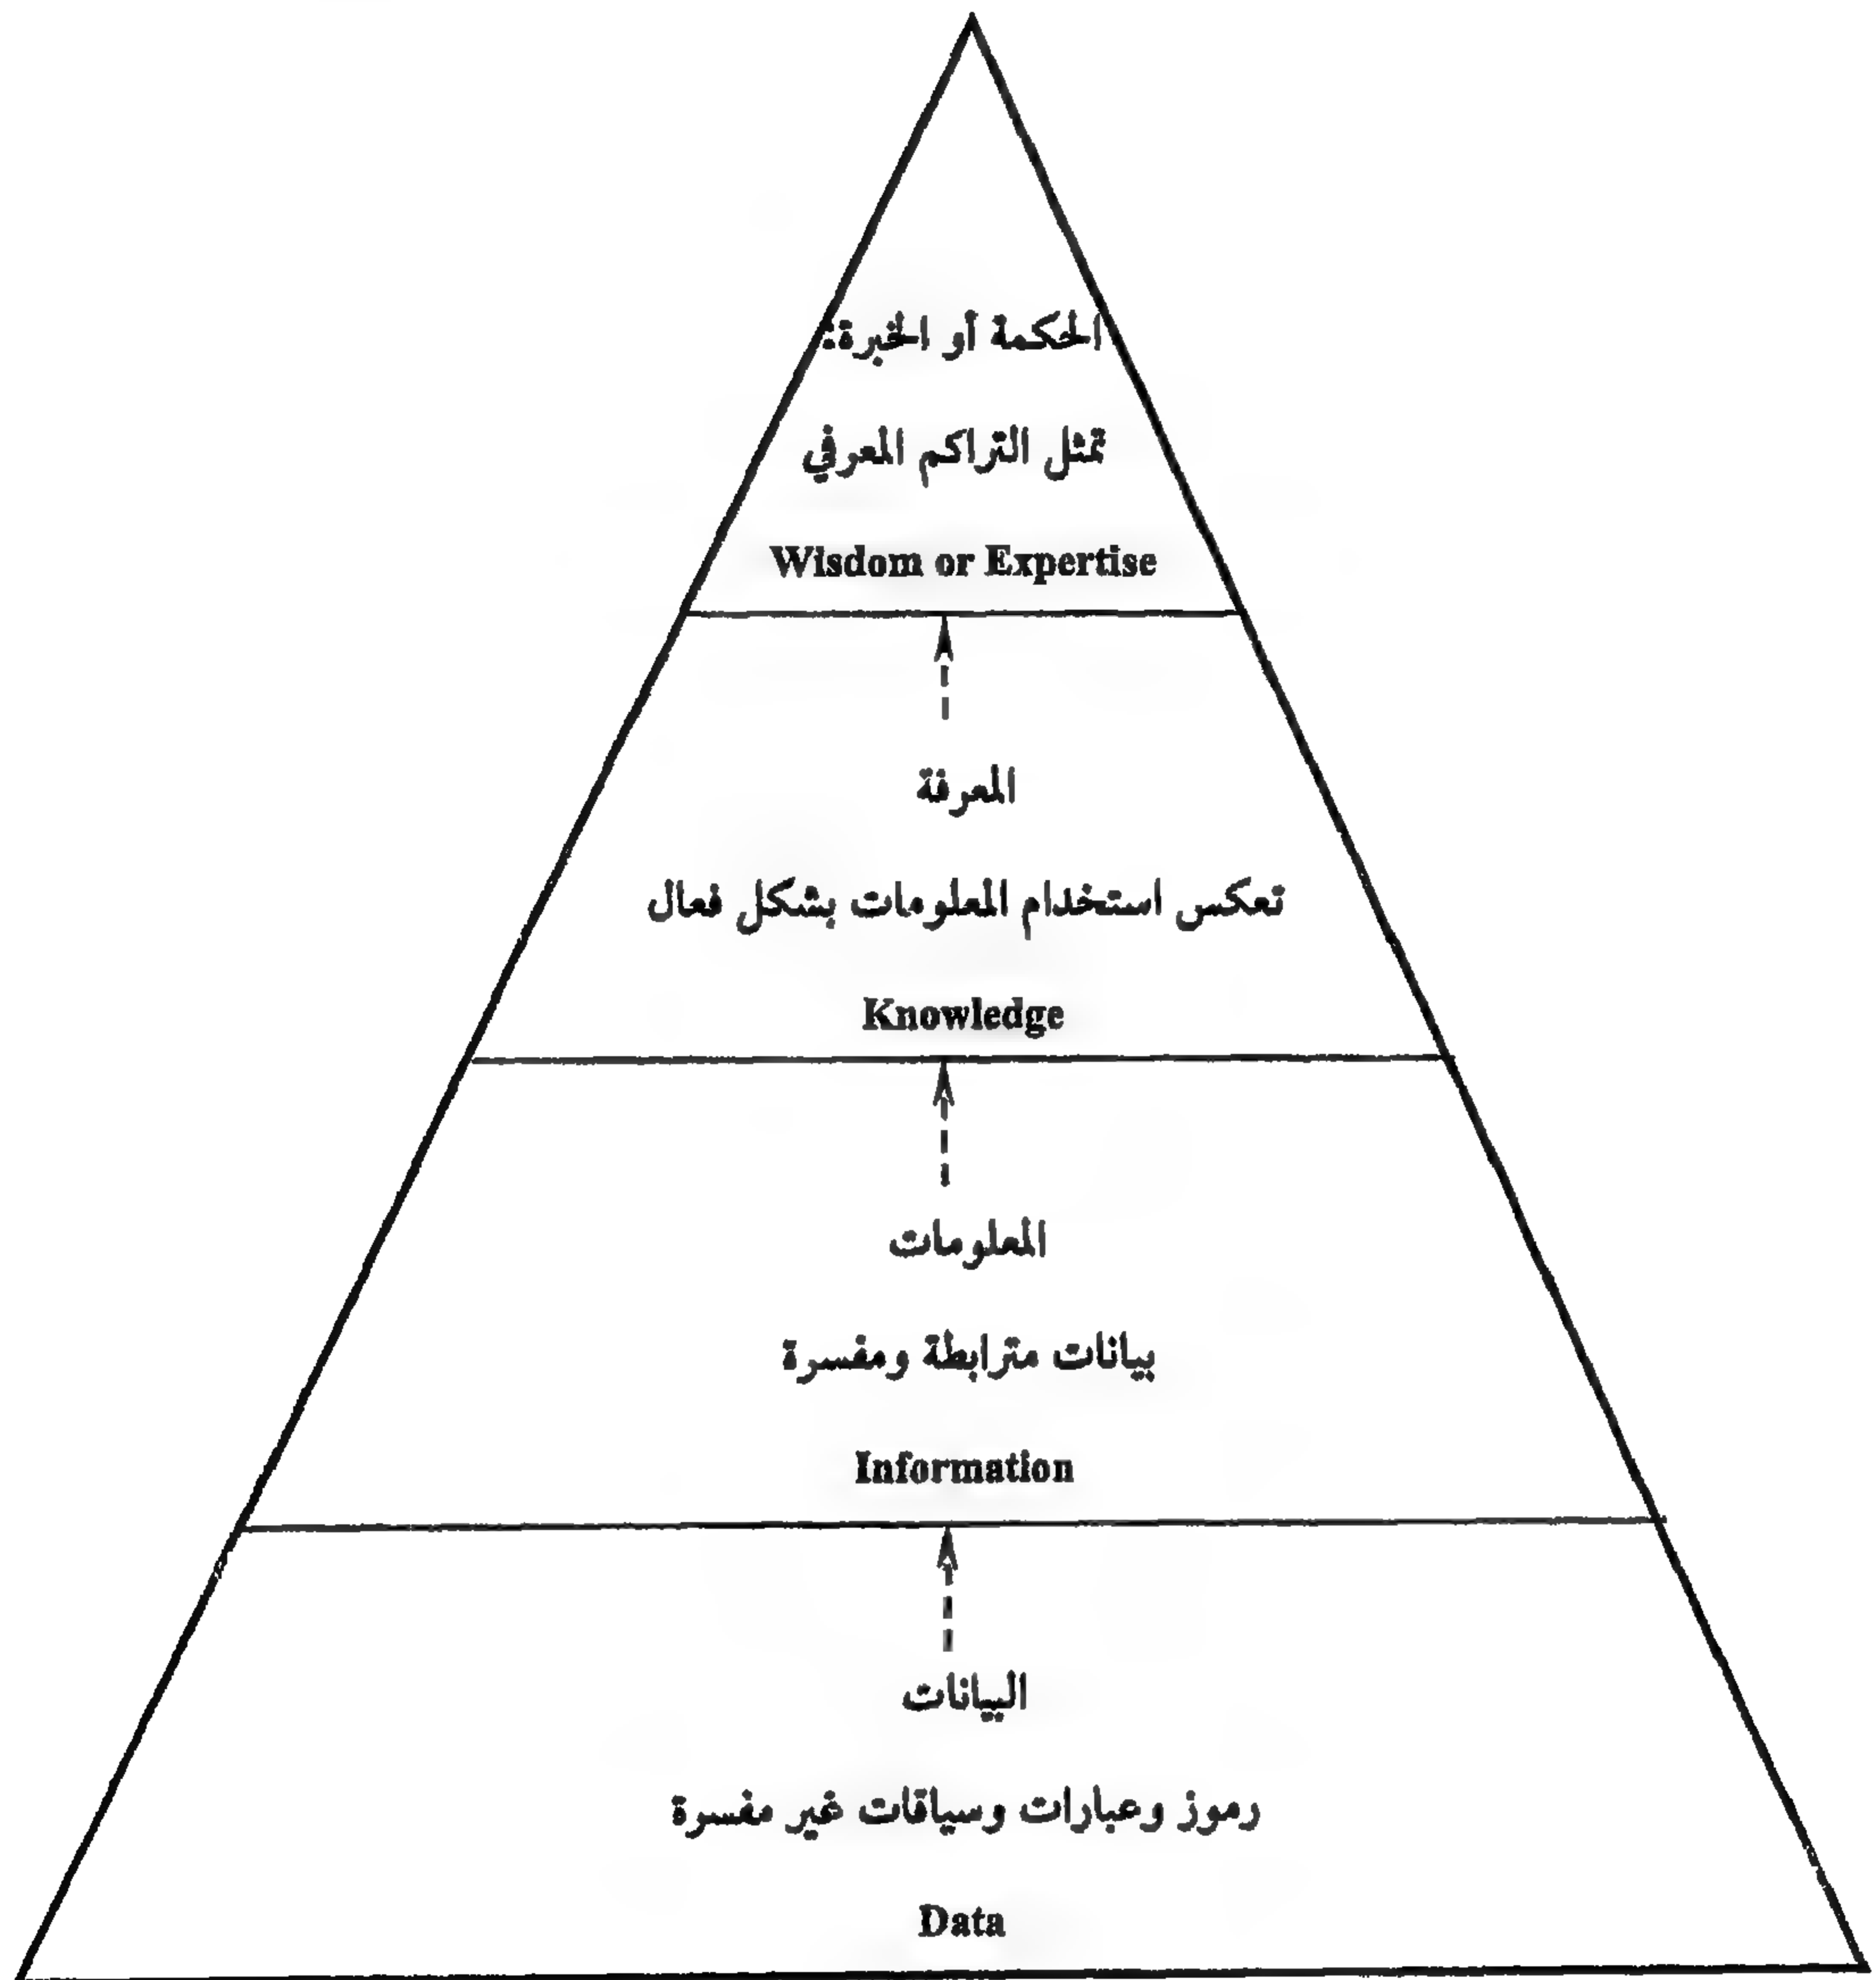 الحكمة أو الخبرة:
تمثل التراكم المعرفي
Wisdom or Expertise
المعرفة
تعكس استخدام المعلومات بشكل فعال
Knowledge
المعلومات
بيانات مترابطة ومفسرة
Information
البيانات
رموز وعبارات وسياقات غير مفسرة
Data